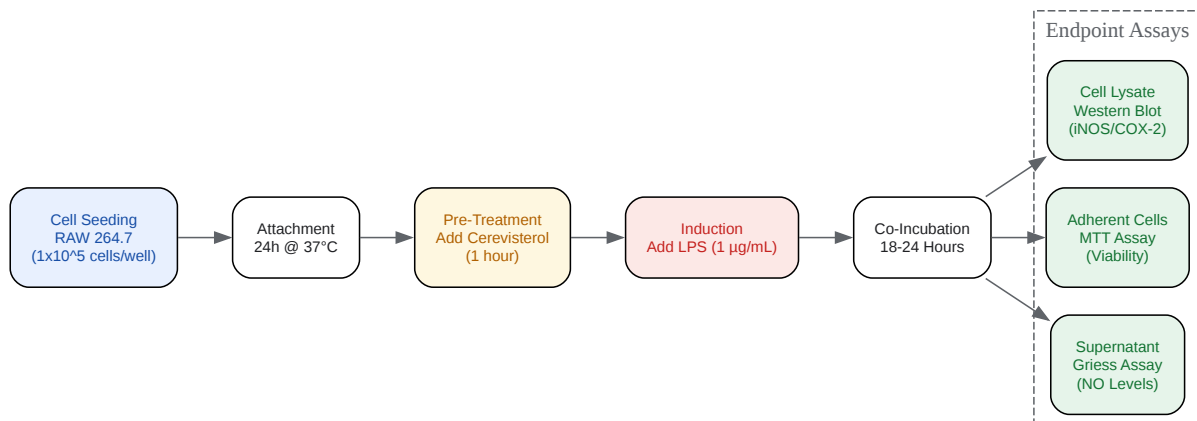 Endpoint Assays
Cell Seeding
RAW 264.7
(1x10^5 cells/well)
Attachment
24h @ 37°C
Pre-Treatment
Add Cerevisterol
(1 hour)
Induction
Add LPS (1 µg/mL)
Co-Incubation
18-24 Hours
Cell Lysate
Western Blot
(iNOS/COX-2)
Adherent Cells
MTT Assay
(Viability)
Supernatant
Griess Assay
(NO Levels)